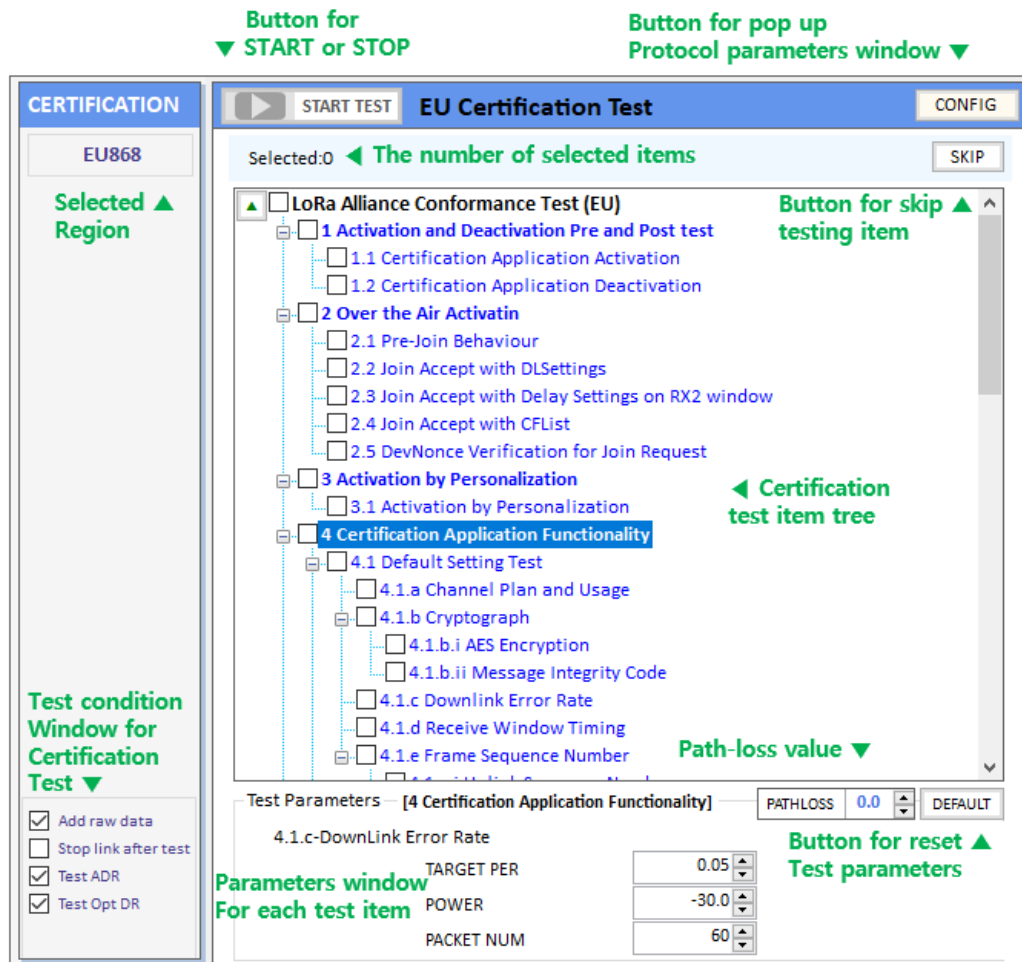 Button for
▼ START or STOP
Button for pop up
Protocol parameters window ▼
CERTIFICATION
START TEST
EU Certification Test
CONFIG
EU868
Selected:0 ◀ The number of selected items
SKIP
Selected ▲
Region
▲ LoRa Alliance Conformance Test (EU)
Button for skip ▲
testing item
1 Activation and Deactivation Pre and Post test
1.1 Certification Application Activation
1.2 Certification Application Deactivation
2 Over the Air Activatin
2.1 Pre-Join Behaviour
2.2 Join Accept with DLSettings
2.3 Join Accept with Delay Settings on RX2 window
2.4 Join Accept with CFList
2.5 DevNonce Verification for Join Request
3 Activation by Personalization
3.1 Activation by Personalization
◀ Certification
test item tree
4 Certification Application Functionality
4.1 Default Setting Test
4.1.a Channel Plan and Usage
4.1.b Cryptograph
4.1.b.i AES Encryption
4.1.b.ii Message Integrity Code
4.1.c Downlink Error Rate
4.1.d Receive Window Timing
4.1.e Frame Sequence Number
Path-loss value ▼
Test condition
Window for
Certification
Test ▼
Add raw data
Stop link after test
Test ADR
Test Opt DR
Test Parameters [4 Certification Application Functionality]
PATHLOSS 0.0
DEFAULT
4.1.c-DownLink Error Rate
Button for reset ▲
Test parameters
TARGET PER 0.05
Parameters window
For each test item
POWER -30.0
PACKET NUM 60